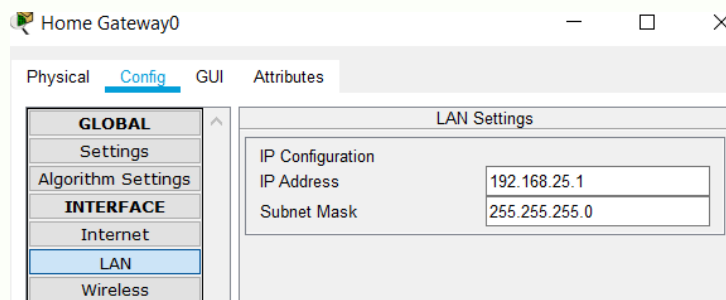 Home Gateway0
Physical Config GUI Attributes
GLOBAL
Settings
Algorithm Settings
INTERFACE
Internet
LAN
Wireless
LAN Settings
IP Configuration
IP Address 192.168.25.1
Subnet Mask 255.255.255.0